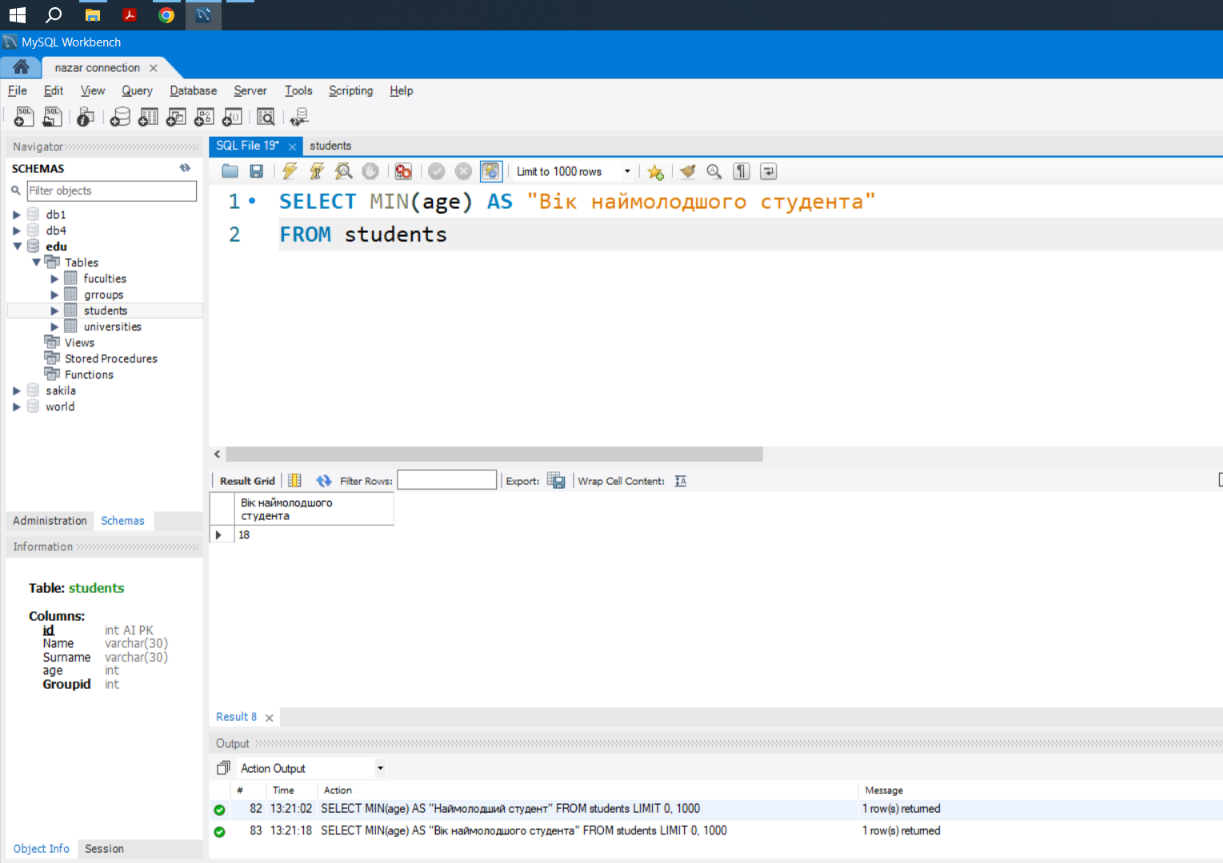 MySQL Workbench
nazar connection
File Edit View Query Database Server Tools Scripting Help
Navigator
SCHEMAS
Filter objects
db1
db4
edu
Tables
fuculties
grroups
students
universities
Views
Stored Procedures
Functions
sakila
world
Administration Schemas
Information
Table: students
Columns:
id int AI PK
Name varchar(30)
Surname varchar(30)
age int
Groupid int
Object Info Session
SQL File 19* students
Limit to 1000 rows
1 SELECT MIN(age) AS "Вік наймолодшого студента"
2 FROM students
Result Grid Filter Rows: Export: Wrap Cell Content:
Вік наймолодшого
студента
18
Result 8
Output
Action Output
# Time Action Message
82 13:21:02 SELECT MIN(age) AS "Наймолодший студент" FROM students LIMIT 0, 1000 1 row(s) returned
83 13:21:18 SELECT MIN(age) AS "Вік наймолодшого студента" FROM students LIMIT 0, 1000 1 row(s) returned